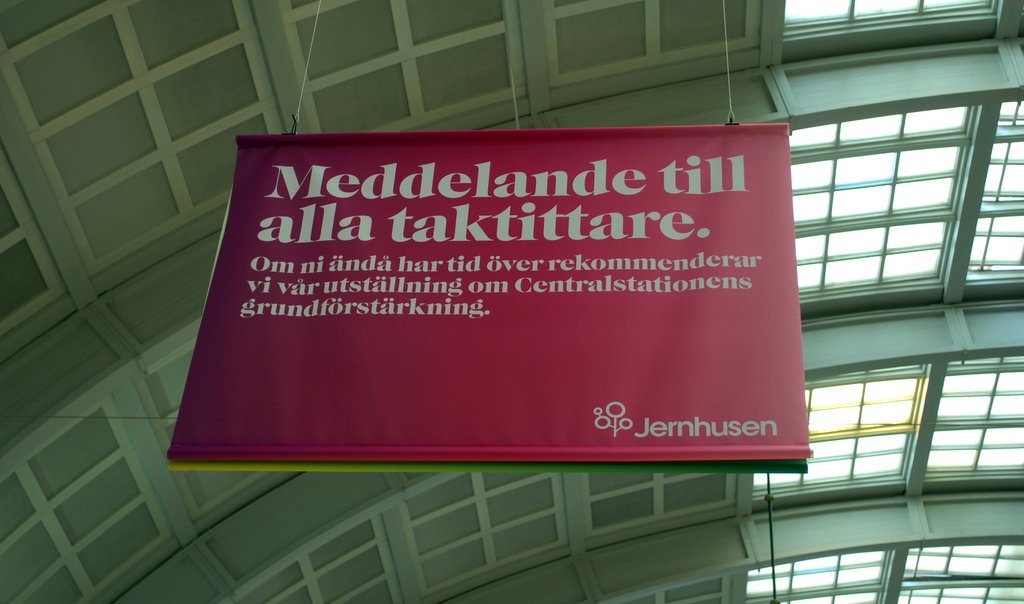 Meddelande till
alla taktittare.
Om ni ändå har tid över rekommenderar
vi vår utställning om Centralstationens
grundförstärkning.
Jernhusen